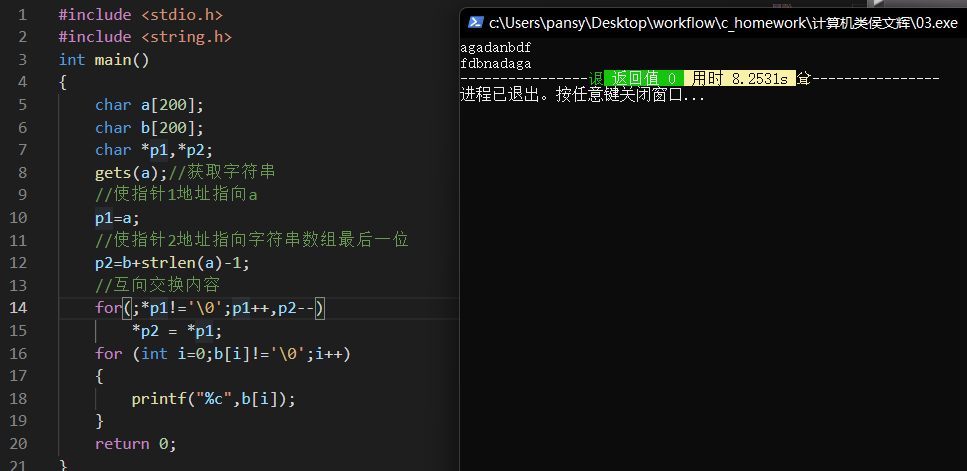 1 #include <stdio.h>
2 #include <string.h>
3 int main()
4 {
5 char a[200];
6 char b[200];
7 char *p1,*p2;
8 gets(a);//获取字符串
9 //使指针1地址指向a
10 p1=a;
11 //使指针2地址指向字符串数组最后一位
12 p2=b+strlen(a)-1;
13 //互向交换内容
14 for(;*p1!='\0';p1++,p2--)
15 *p2 = *p1;
16 for (int i=0;b[i]!='\0';i++)
17 {
18 printf("%c",b[i]);
19 }
20 return 0;
21 }
c:\Users\pansy\Desktop\workflow\c_homework\计算机类侯文辉\03.exe
agadanbdf
fdbnadaga
---------------- 返回值 0 用时 8.2531s ----------------
进程已退出。按任意键关闭窗口...